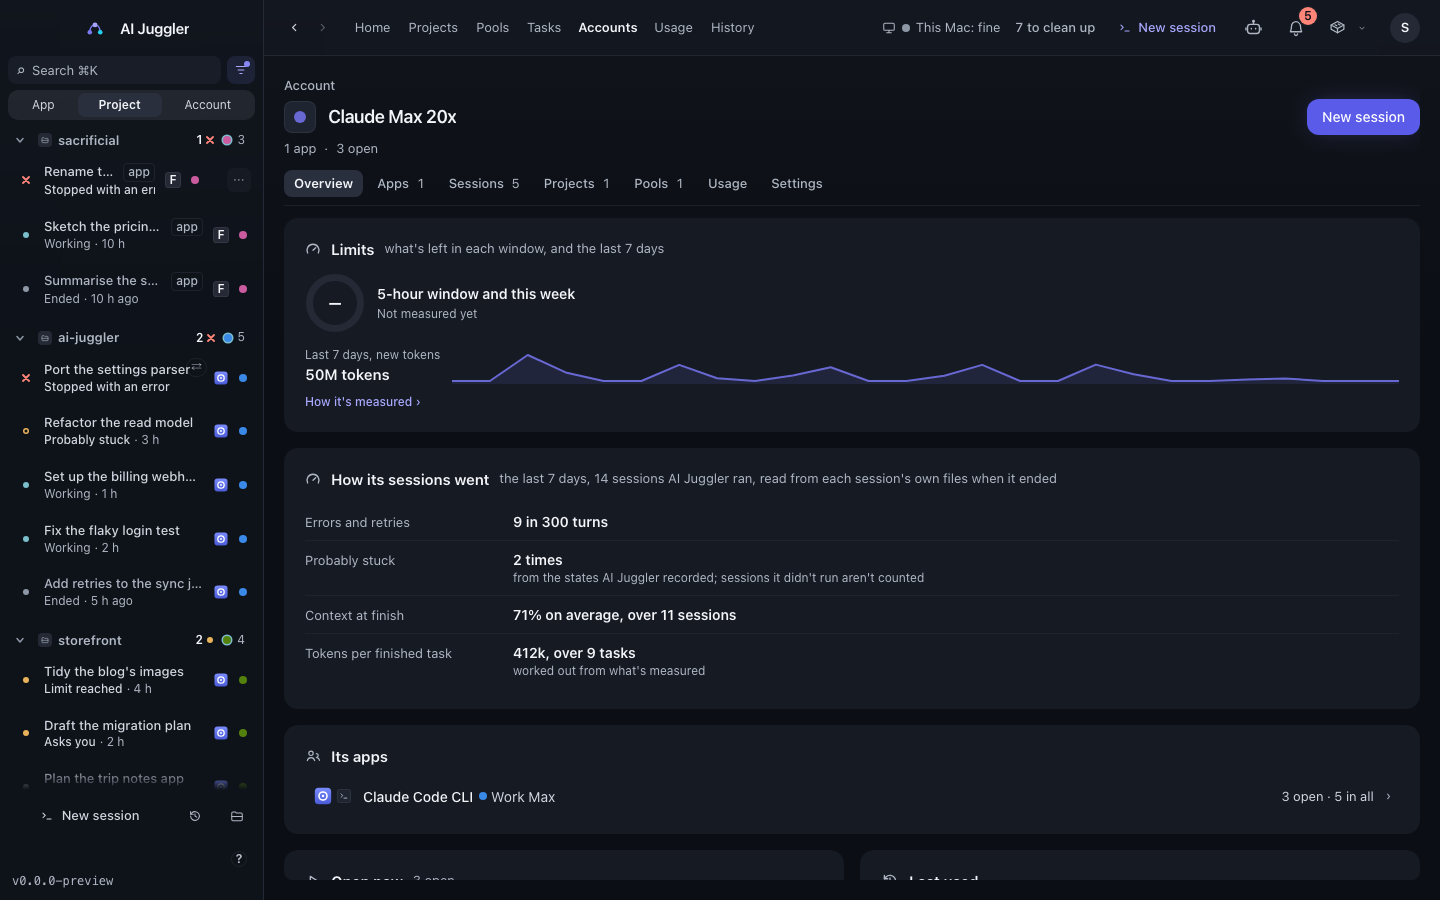 AI Juggler
Search ⌘K
App Project Account
sacrificial 1 3
Rename t... app F
Stopped with an err
Sketch the pricin... app F
Working · 10 h
Summarise the s... app F
Ended · 10 h ago
ai-juggler 2 5
Port the settings parser
Stopped with an error
Refactor the read model
Probably stuck · 3 h
Set up the billing webh...
Working · 1 h
Fix the flaky login test
Working · 2 h
Add retries to the sync j...
Ended · 5 h ago
storefront 2 4
Tidy the blog's images
Limit reached · 4 h
Draft the migration plan
Asks you · 2 h
Plan the trip notes app
New session
?
v0.0.0-preview
Home Projects Pools Tasks Accounts Usage History
This Mac: fine 7 to clean up New session 5 S
Account
Claude Max 20x
New session
1 app · 3 open
Overview Apps 1 Sessions 5 Projects 1 Pools 1 Usage Settings
Limits what's left in each window, and the last 7 days
5-hour window and this week
Not measured yet
Last 7 days, new tokens
50M tokens
How it's measured ›
How its sessions went the last 7 days, 14 sessions AI Juggler ran, read from each session's own files when it ended
Errors and retries 9 in 300 turns
Probably stuck 2 times
from the states AI Juggler recorded; sessions it didn't run aren't counted
Context at finish 71% on average, over 11 sessions
Tokens per finished task 412k, over 9 tasks
worked out from what's measured
Its apps
Claude Code CLI Work Max 3 open · 5 in all ›
Open now 3 open
Last used